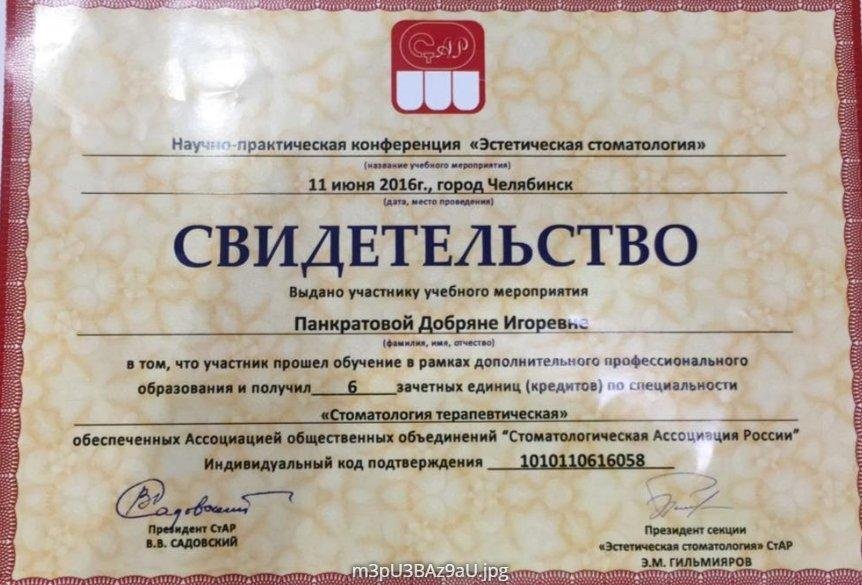 СтАР
Научно-практическая конференция «Эстетическая стоматология»
(название учебного мероприятия)
11 июня 2016г., город Челябинск
(дата, место проведения)
СВИДЕТЕЛЬСТВО
Выдано участнику учебного мероприятия
Панкратовой Добряне Игоревне
(фамилия, имя, отчество)
в том, что участник прошел обучение в рамках дополнительного профессионального
образования и получил 6 зачетных единиц (кредитов) по специальности
«Стоматология терапевтическая»
обеспеченных Ассоциацией общественных объединений "Стоматологическая Ассоциация России"
Индивидуальный код подтверждения 1010110616058
Садовский
Президент СтАР
В.В. САДОВСКИЙ
Президент секции
«Эстетическая стоматология» СтАР
Э.М. ГИЛЬМИЯРОВ
m3pU3BAz9aU.jpg